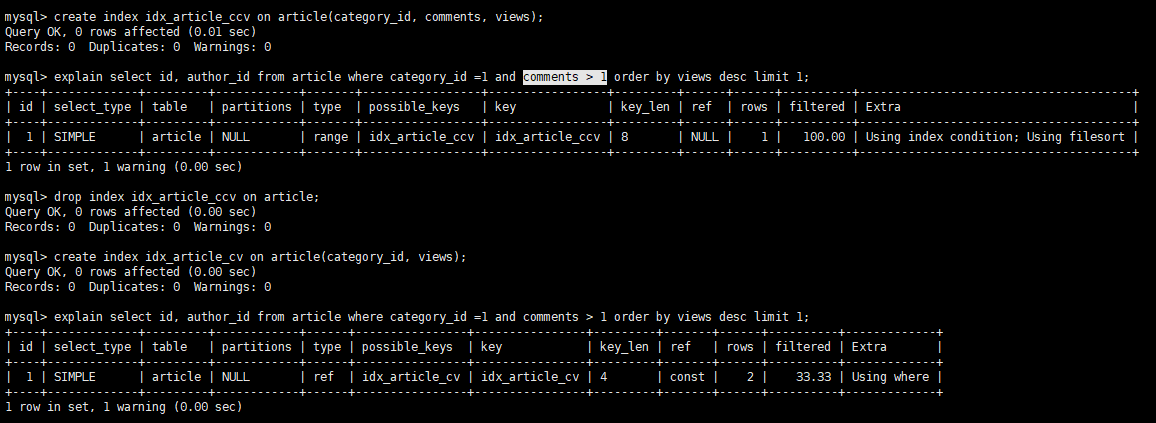 mysql> create index idx_article_ccv on article(category_id, comments, views);
Query OK, 0 rows affected (0.01 sec)
Records: 0  Duplicates: 0  Warnings: 0
mysql> explain select id, author_id from article where category_id =1 and comments > 1 order by views desc limit 1;
+----+-------------+---------+------------+-------+-----------------+-----------------+---------+------+------+----------+---------------------------------------+
| id | select_type | table   | partitions | type  | possible_keys   | key             | key_len | ref  | rows | filtered | Extra                                 |
+----+-------------+---------+------------+-------+-----------------+-----------------+---------+------+------+----------+---------------------------------------+
|  1 | SIMPLE      | article | NULL       | range | idx_article_ccv | idx_article_ccv | 8       | NULL |    1 |   100.00 | Using index condition; Using filesort |
+----+-------------+---------+------------+-------+-----------------+-----------------+---------+------+------+----------+---------------------------------------+
1 row in set, 1 warning (0.00 sec)
mysql> drop index idx_article_ccv on article;
Query OK, 0 rows affected (0.00 sec)
Records: 0  Duplicates: 0  Warnings: 0
mysql> create index idx_article_cv on article(category_id, views);
Query OK, 0 rows affected (0.00 sec)
Records: 0  Duplicates: 0  Warnings: 0
mysql> explain select id, author_id from article where category_id =1 and comments > 1 order by views desc limit 1;
+----+-------------+---------+------------+------+----------------+----------------+---------+-------+------+----------+-------------+
| id | select_type | table   | partitions | type | possible_keys  | key            | key_len | ref   | rows | filtered | Extra       |
+----+-------------+---------+------------+------+----------------+----------------+---------+-------+------+----------+-------------+
|  1 | SIMPLE      | article | NULL       | ref  | idx_article_cv | idx_article_cv | 4       | const |    2 |    33.33 | Using where |
+----+-------------+---------+------------+------+----------------+----------------+---------+-------+------+----------+-------------+
1 row in set, 1 warning (0.00 sec)